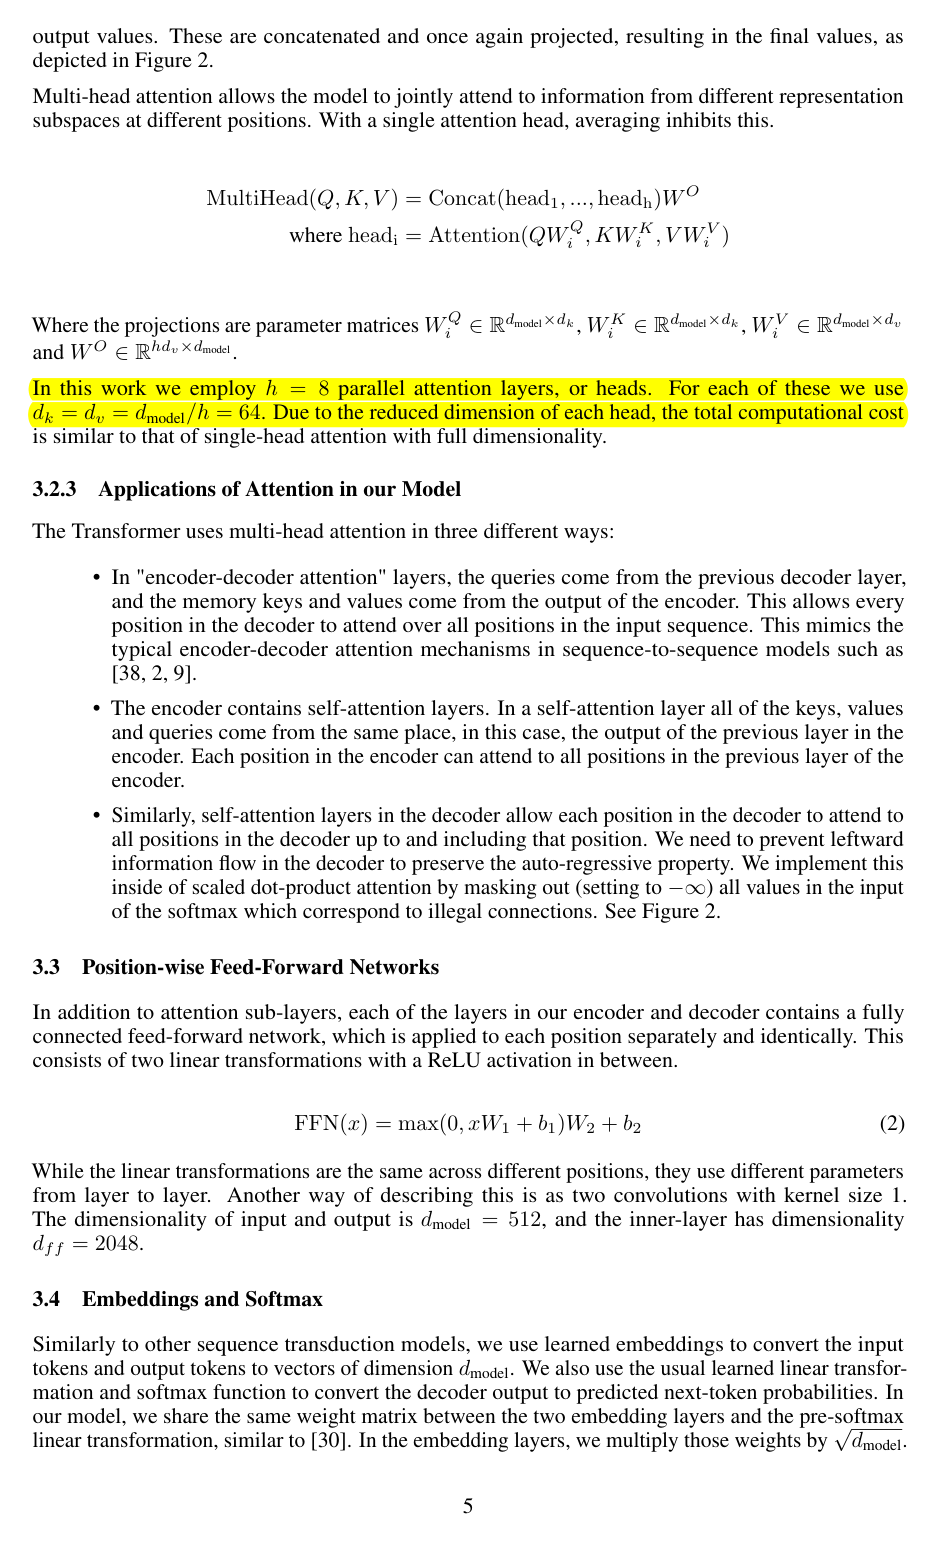 output values. These are concatenated and once again projected, resulting in the final values, as
depicted in Figure 2.
Multi-head attention allows the model to jointly attend to information from different representation
subspaces at different positions. With a single attention head, averaging inhibits this.
MultiHead(Q, K, V) = Concat(head₁, ..., headₕ)W^O
where headᵢ = Attention(QW_i^Q, KW_i^K, VW_i^V)
Where the projections are parameter matrices W_i^Q ∈ ℝ^{d_model×d_k}, W_i^K ∈ ℝ^{d_model×d_k}, W_i^V ∈ ℝ^{d_model×d_v}
and W^O ∈ ℝ^{hd_v×d_model}.
In this work we employ h = 8 parallel attention layers, or heads. For each of these we use
d_k = d_v = d_model/h = 64. Due to the reduced dimension of each head, the total computational cost
is similar to that of single-head attention with full dimensionality.
3.2.3 Applications of Attention in our Model
The Transformer uses multi-head attention in three different ways:
• In "encoder-decoder attention" layers, the queries come from the previous decoder layer,
and the memory keys and values come from the output of the encoder. This allows every
position in the decoder to attend over all positions in the input sequence. This mimics the
typical encoder-decoder attention mechanisms in sequence-to-sequence models such as
[38, 2, 9].
• The encoder contains self-attention layers. In a self-attention layer all of the keys, values
and queries come from the same place, in this case, the output of the previous layer in the
encoder. Each position in the encoder can attend to all positions in the previous layer of the
encoder.
• Similarly, self-attention layers in the decoder allow each position in the decoder to attend to
all positions in the decoder up to and including that position. We need to prevent leftward
information flow in the decoder to preserve the auto-regressive property. We implement this
inside of scaled dot-product attention by masking out (setting to −∞) all values in the input
of the softmax which correspond to illegal connections. See Figure 2.
3.3 Position-wise Feed-Forward Networks
In addition to attention sub-layers, each of the layers in our encoder and decoder contains a fully
connected feed-forward network, which is applied to each position separately and identically. This
consists of two linear transformations with a ReLU activation in between.
FFN(x) = max(0, xW₁ + b₁)W₂ + b₂ (2)
While the linear transformations are the same across different positions, they use different parameters
from layer to layer. Another way of describing this is as two convolutions with kernel size 1.
The dimensionality of input and output is d_model = 512, and the inner-layer has dimensionality
d_ff = 2048.
3.4 Embeddings and Softmax
Similarly to other sequence transduction models, we use learned embeddings to convert the input
tokens and output tokens to vectors of dimension d_model. We also use the usual learned linear transfor-
mation and softmax function to convert the decoder output to predicted next-token probabilities. In
our model, we share the same weight matrix between the two embedding layers and the pre-softmax
linear transformation, similar to [30]. In the embedding layers, we multiply those weights by √d_model.
5